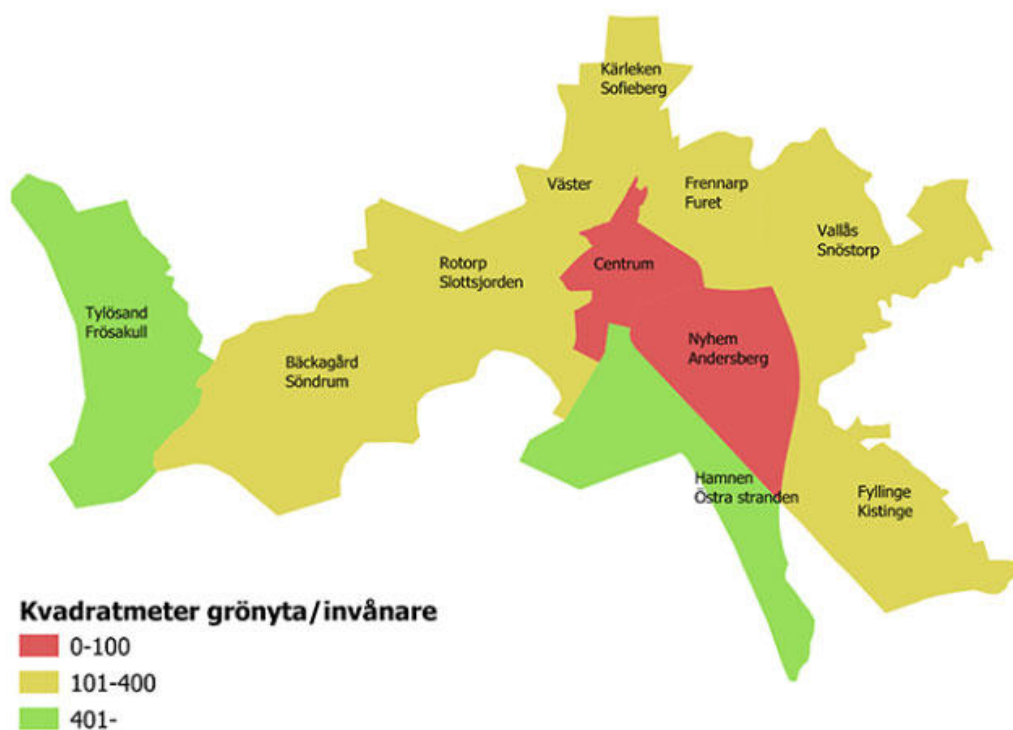 Kärleken
Sofieberg
Väster
Frennarp
Furet
Vallås
Snöstorp
Centrum
Rotorp
Slottsjorden
Tylösand
Frösakull
Nyhem
Andersberg
Bäckagård
Söndrum
Hamnen
Östra stranden
Fyllinge
Kistinge
Kvadratmeter grönyta/invånare
0-100
101-400
401-